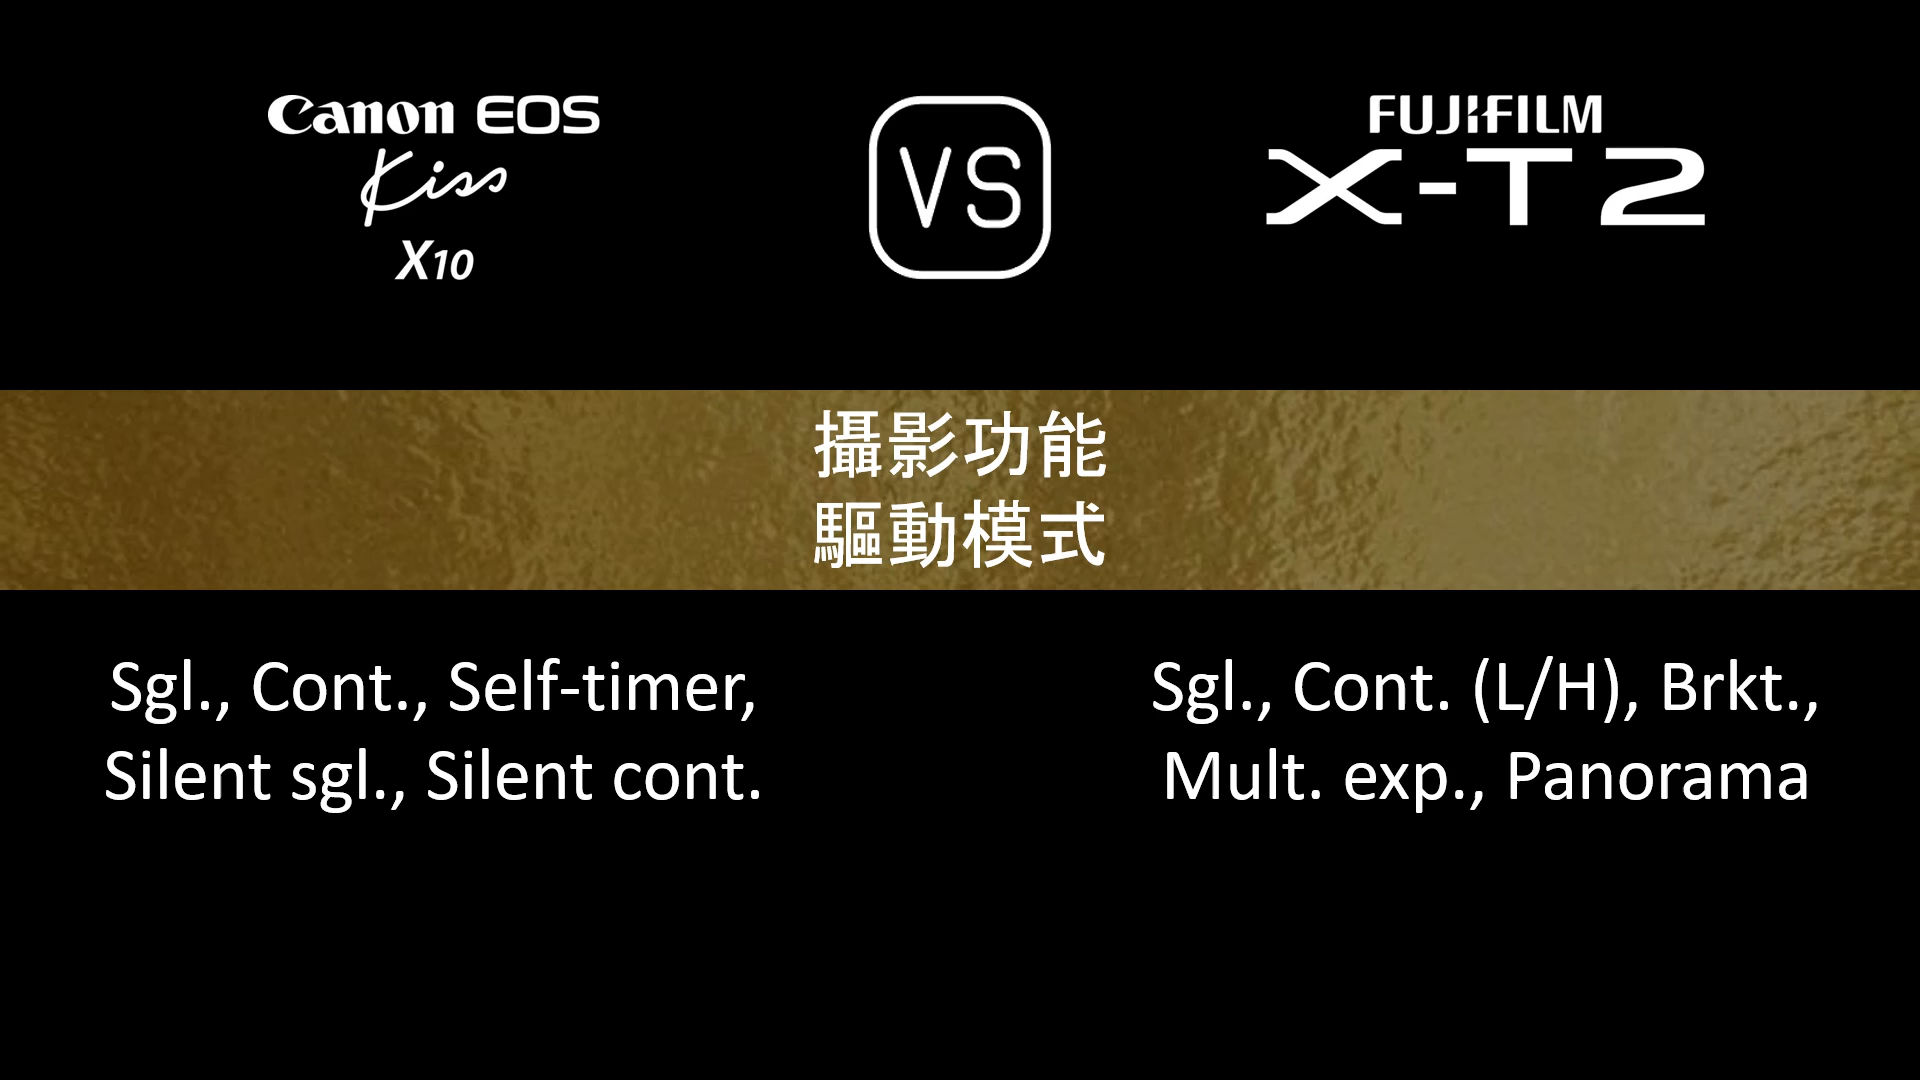 Canon EOS
Kiss
X10
VS
FUJIFILM
X-T2
攝影功能
驅動模式
Sgl., Cont., Self-timer,
Silent sgl., Silent cont.
Sgl., Cont. (L/H), Brkt.,
Mult. exp., Panorama